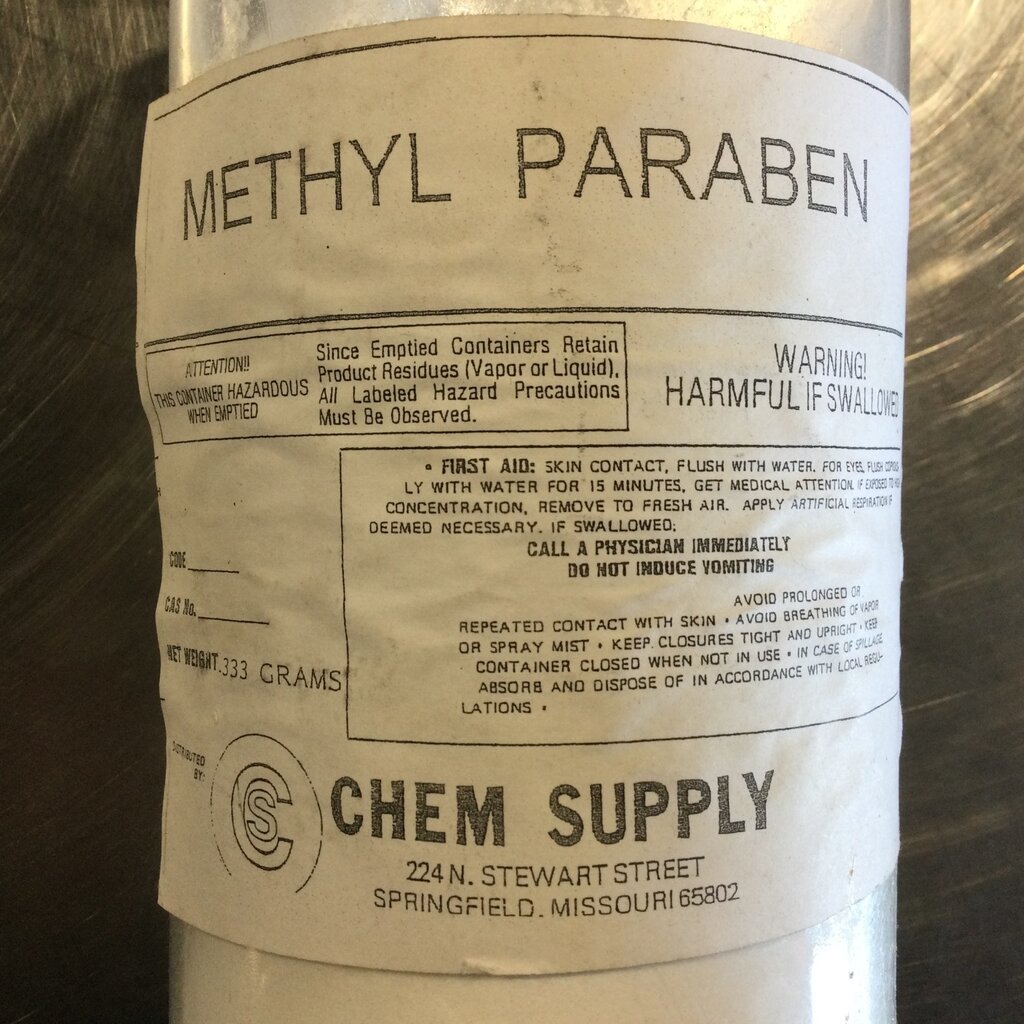 METHYL PARABEN
ATTENTION!!
THIS CONTAINER HAZARDOUS
WHEN EMPTIED
Since Emptied Containers Retain
Product Residues (Vapor or Liquid),
All Labeled Hazard Precautions
Must Be Observed.
WARNING!
HARMFUL IF SWALLOWED
• FIRST AID: SKIN CONTACT, FLUSH WITH WATER. FOR EYES, FLUSH COPIOUS
LY WITH WATER FOR 15 MINUTES, GET MEDICAL ATTENTION. IF EXPOSED TO HIGH
CONCENTRATION, REMOVE TO FRESH AIR. APPLY ARTIFICIAL RESPIRATION IF
DEEMED NECESSARY. IF SWALLOWED;
CALL A PHYSICIAN IMMEDIATELY
DO NOT INDUCE VOMITING
AVOID PROLONGED OR
REPEATED CONTACT WITH SKIN • AVOID BREATHING OF VAPOR
OR SPRAY MIST • KEEP CLOSURES TIGHT AND UPRIGHT • KEEP
CONTAINER CLOSED WHEN NOT IN USE • IN CASE OF SPILLAGE,
ABSORB AND DISPOSE OF IN ACCORDANCE WITH LOCAL REGU-
LATIONS •
CODE
CAS No.
NET WEIGHT. 333 GRAMS
DISTRIBUTED
BY:
CS
CHEM SUPPLY
224 N. STEWART STREET
SPRINGFIELD. MISSOURI 65802